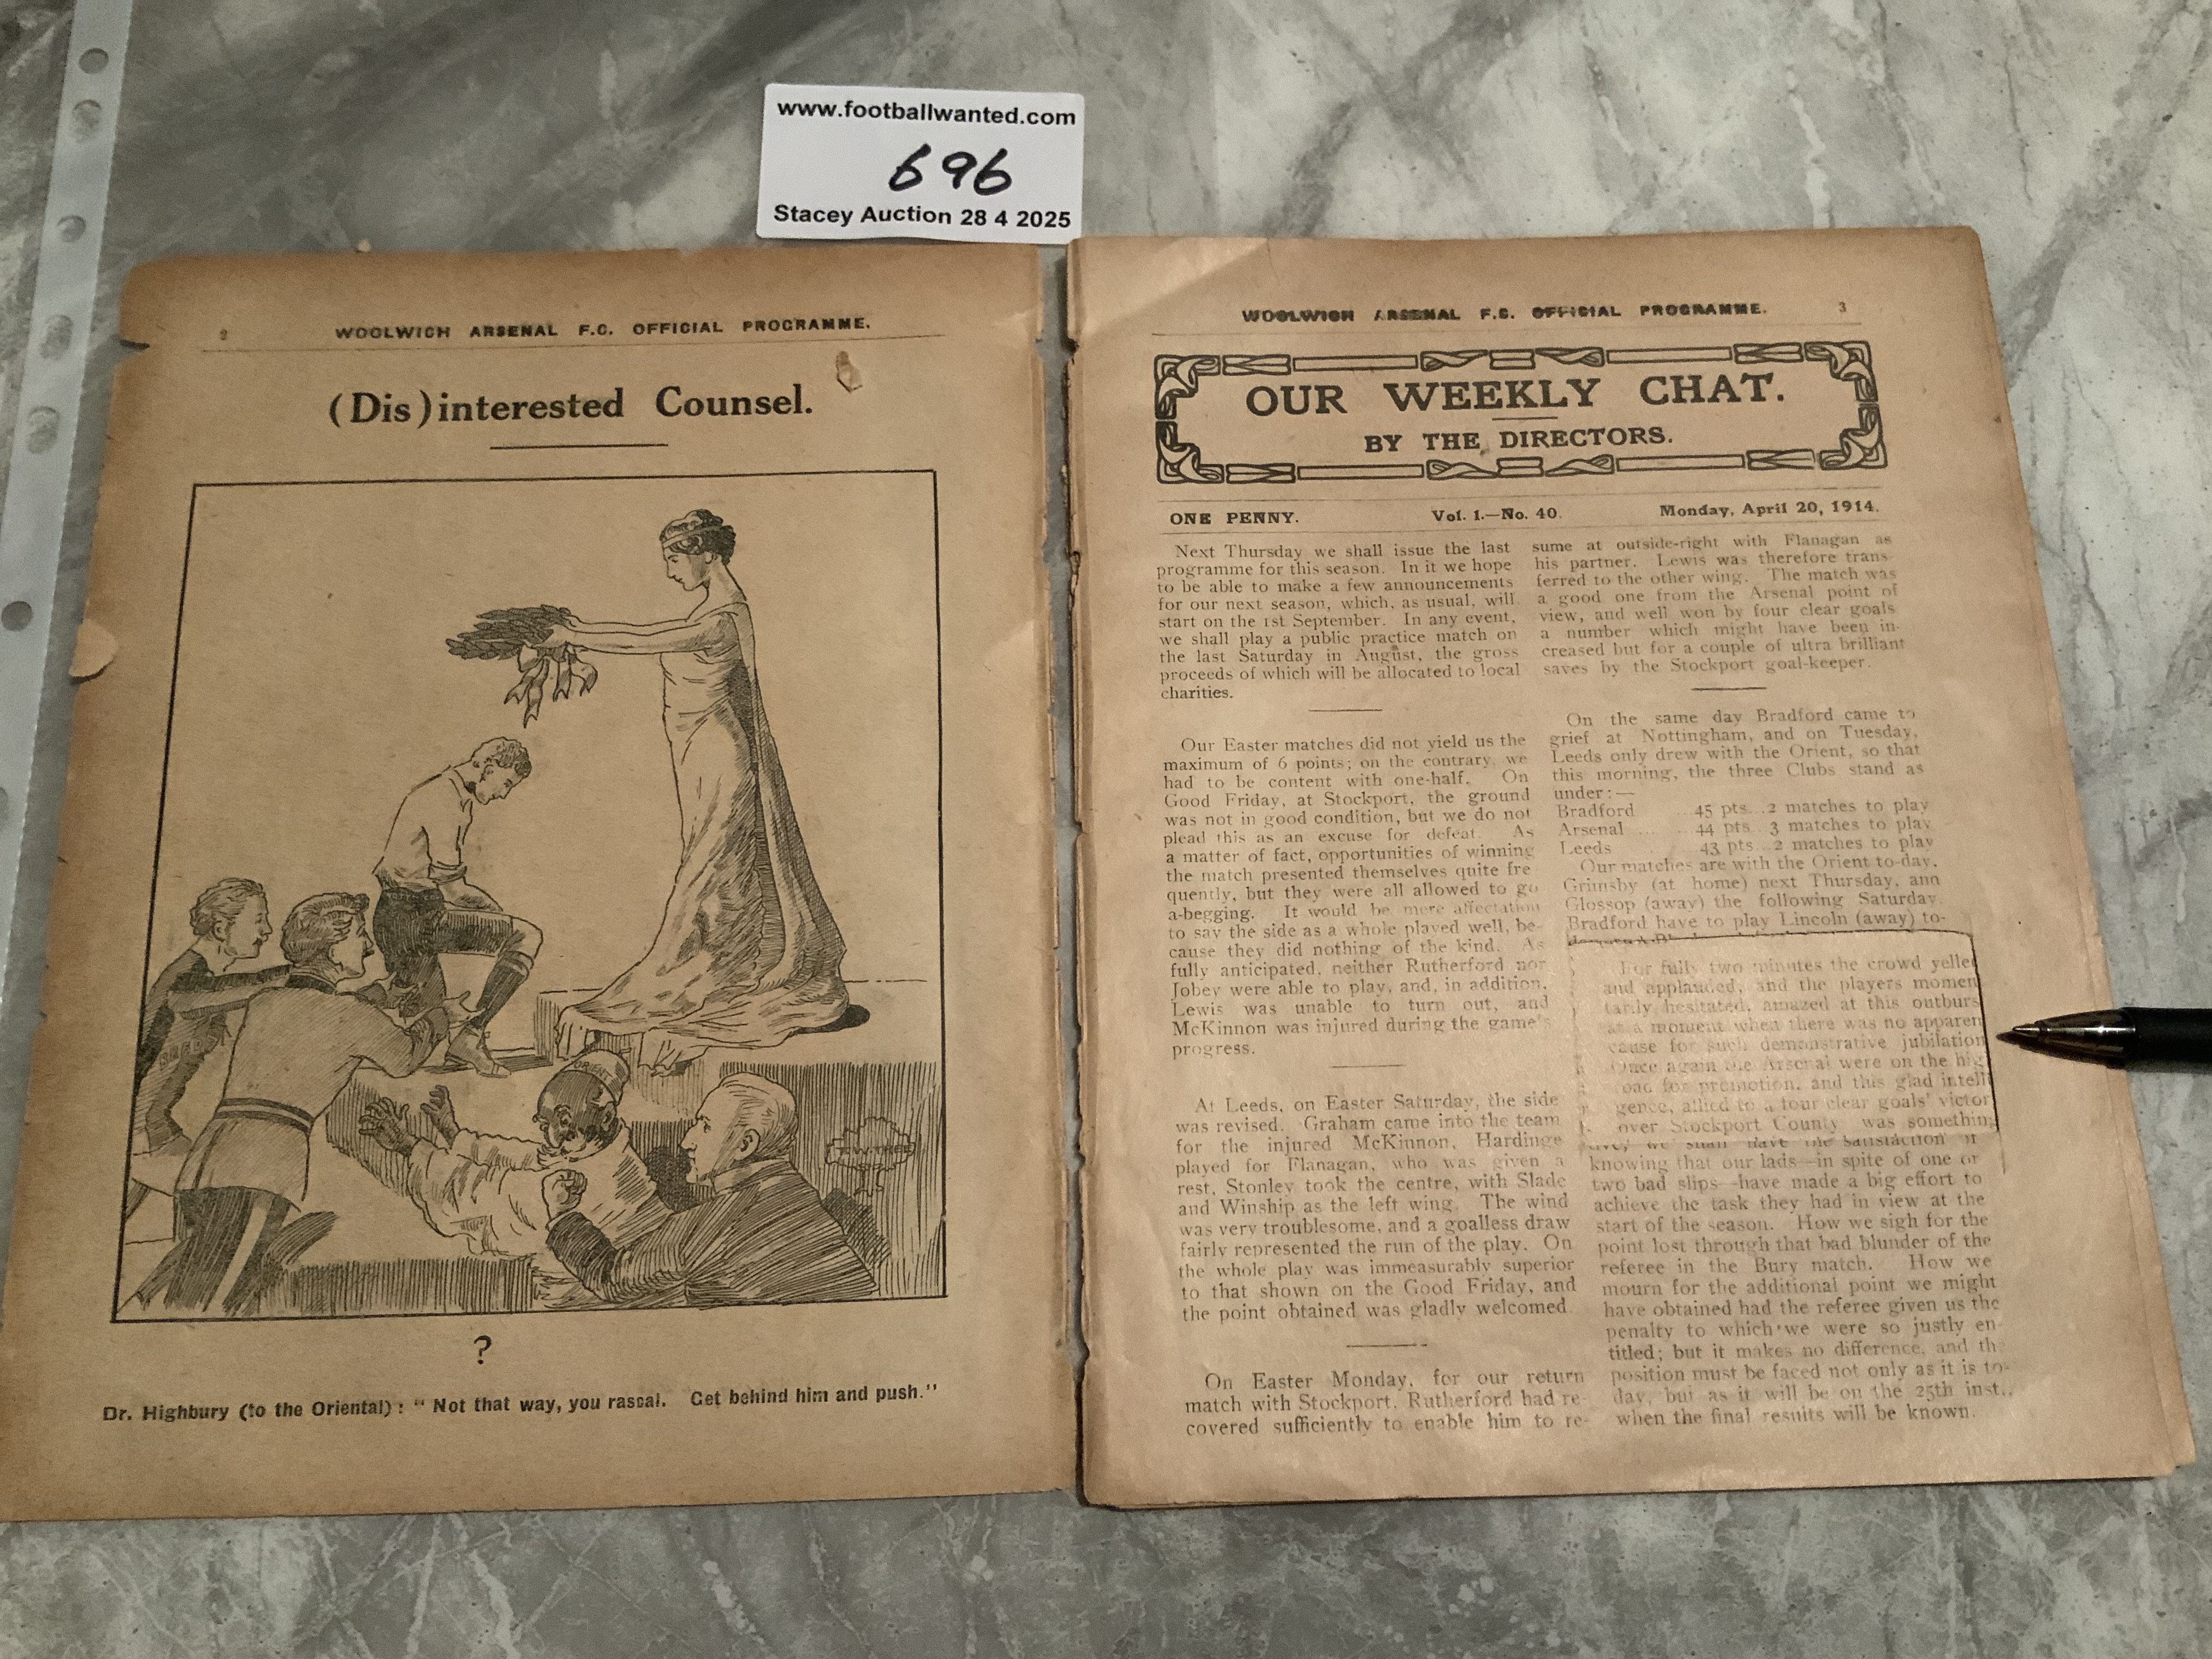 www.footballwanted.com
696
Stacey Auction 28 4 2025
2
WOOLWICH ARSENAL F.C. OFFICIAL PROGRAMME.
(Dis)interested Counsel.
ORIENT
?
Dr. Highbury (to the Oriental): "Not that way, you rascal. Get behind him and push."
WOOLWICH ARSENAL F.C. OFFICIAL PROGRAMME. 3
OUR WEEKLY CHAT.
BY THE DIRECTORS.
ONE PENNY. Vol. 1.—No. 40. Monday, April 20, 1914.
Next Thursday we shall issue the last
programme for this season. In it we hope
to be able to make a few announcements
for our next season, which, as usual, will
start on the 1st September. In any event,
we shall play a public practice match on
the last Saturday in August, the gross
proceeds of which will be allocated to local
charities.
Our Easter matches did not yield us the
maximum of 6 points; on the contrary, we
had to be content with one-half. On
Good Friday, at Stockport, the ground
was not in good condition, but we do not
plead this as an excuse for defeat. As
a matter of fact, opportunities of winning
the match presented themselves quite fre
quently, but they were all allowed to go
a-begging. It would be mere affectation
to say the side as a whole played well, be-
cause they did nothing of the kind. As
fully anticipated, neither Rutherford nor
Jobey were able to play, and, in addition,
Lewis was unable to turn out, and
McKinnon was injured during the game's
progress.
At Leeds, on Easter Saturday, the side
was revised. Graham came into the team
for the injured McKinnon, Hardinge
played for Flanagan, who was given a
rest, Stonley took the centre, with Slade
and Winship as the left wing. The wind
was very troublesome, and a goalless draw
fairly represented the run of the play. On
the whole play was immeasurably superior
to that shown on the Good Friday, and
the point obtained was gladly welcomed.
On Easter Monday, for our return
match with Stockport, Rutherford had re-
covered sufficiently to enable him to re-
sume at outside-right with Flanagan as
his partner. Lewis was therefore trans-
ferred to the other wing. The match was
a good one from the Arsenal point of
view, and well won by four clear goals
a number which might have been in-
creased but for a couple of ultra brilliant
saves by the Stockport goal-keeper.
On the same day Bradford came to
grief at Nottingham, and on Tuesday,
Leeds only drew with the Orient, so that
this morning, the three Clubs stand as
under:—
Bradford 45 pts...2 matches to play
Arsenal ... 44 pts. 3 matches to play
Leeds 43 pts...2 matches to play
Our matches are with the Orient to-day,
Grimsby (at home) next Thursday, and
Glossop (away) the following Saturday.
Bradford have to play Lincoln (away) to-
For fully two minutes the crowd yelled
and applauded, and the players momen
tarily hesitated, amazed at this outburs
at a moment when there was no apparen
cause for such demonstrative jubilation
Once again the Arsenal were on the hig
road for promotion, and this glad intelli
gence, allied to a four clear goals' victor
over Stockport County was something
we shall have the satisfaction of
knowing that our lads—in spite of one or
two bad slips—have made a big effort to
achieve the task they had in view at the
start of the season. How we sigh for the
point lost through that bad blunder of the
referee in the Bury match. How we
mourn for the additional point we might
have obtained had the referee given us the
penalty to which we were so justly en-
titled; but it makes no difference, and the
position must be faced not only as it is to-
day, but as it will be on the 25th inst.,
when the final results will be known.